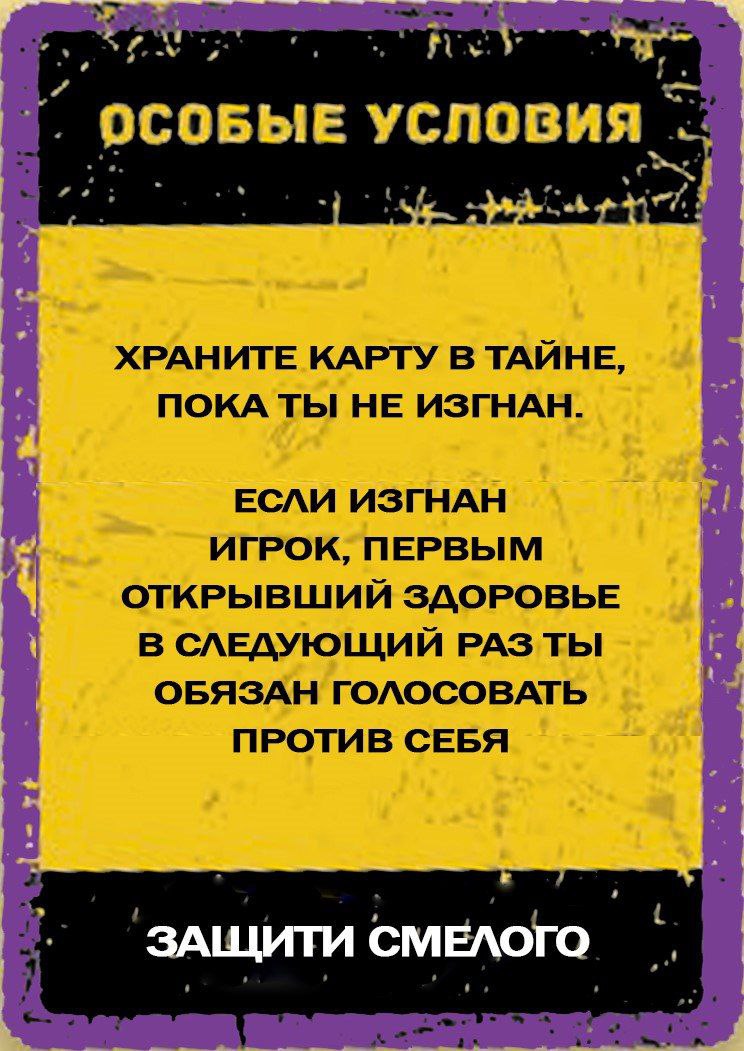 ОСОБЫЕ УСЛОВИЯ
ХРАНИТЕ КАРТУ В ТАЙНЕ,
ПОКА ТЫ НЕ ИЗГНАН.
ЕСЛИ ИЗГНАН
ИГРОК, ПЕРВЫМ
ОТКРЫВШИЙ ЗДОРОВЬЕ
В СЛЕДУЮЩИЙ РАЗ ТЫ
ОБЯЗАН ГОЛОСОВАТЬ
ПРОТИВ СЕБЯ
ЗАЩИТИ СМЕЛОГО